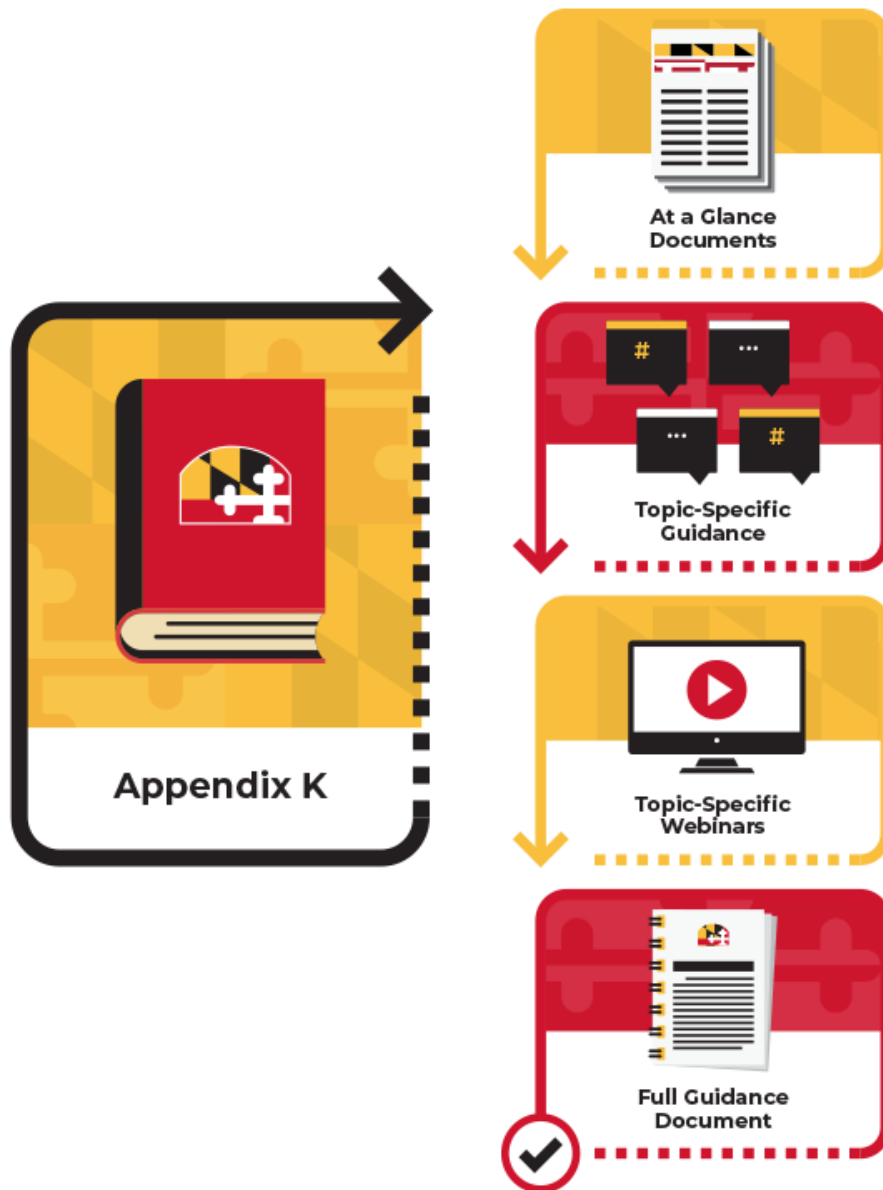 Appendix K
At a Glance
Documents
#
...
...
#
Topic-Specific
Guidance
Topic-Specific
Webinars
Full Guidance
Document